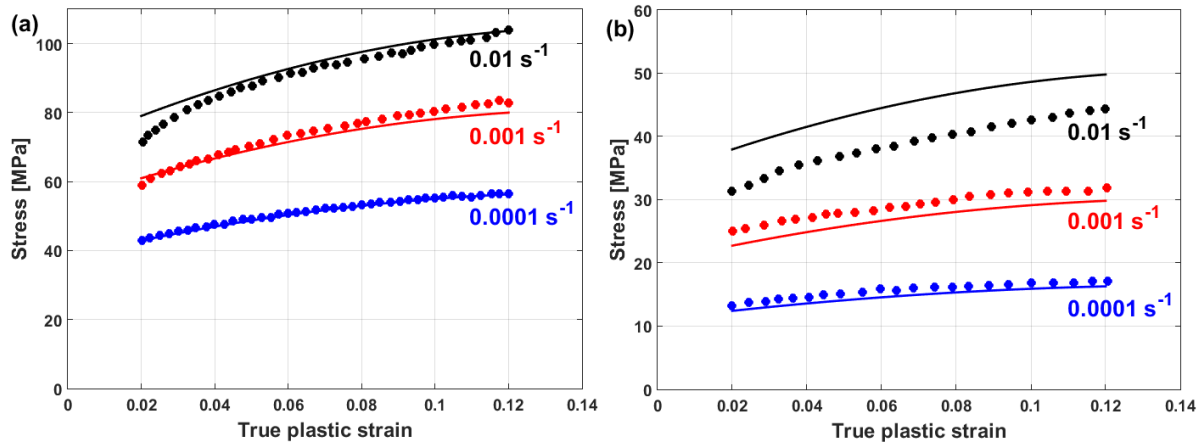 (a)
100
80
60
40
20
0
Stress [MPa]
0.01 s⁻¹
0.001 s⁻¹
0.0001 s⁻¹
0 0.02 0.04 0.06 0.08 0.1 0.12 0.14
True plastic strain
(b)
60
50
40
30
20
10
0
Stress [MPa]
0.01 s⁻¹
0.001 s⁻¹
0.0001 s⁻¹
0 0.02 0.04 0.06 0.08 0.1 0.12 0.14
True plastic strain